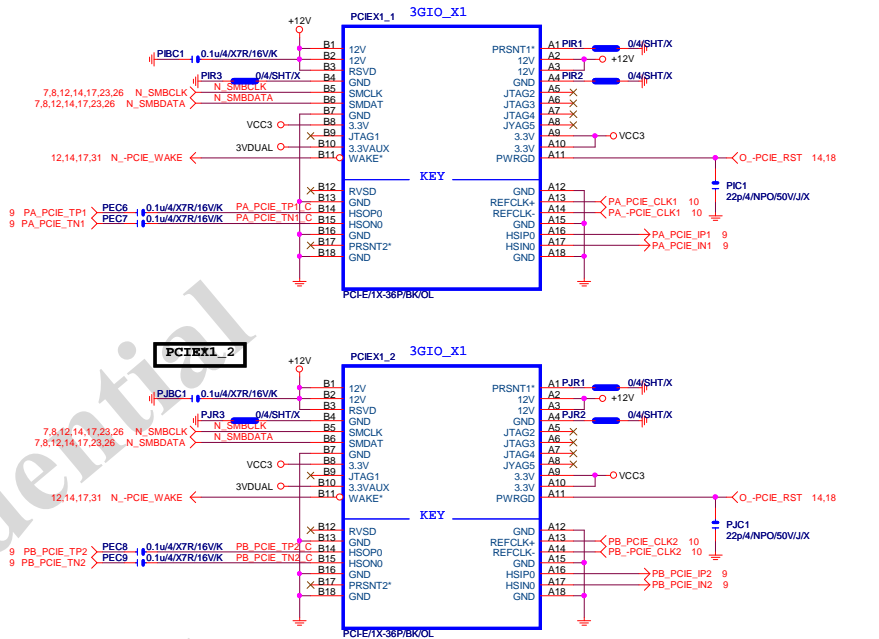 +12V
PCIEX1_1
3GIO_X1
PIBC1 0.1u/4/X7R/16V/K
B1 12V PRSNT1* A1 PIR1 0/4/SHT/X
B2 12V 12V A2 +12V
B3 RSVD 12V A3
PIR3 0/4/SHT/X B4 GND GND A4 PIR2 0/4/SHT/X
7,8,12,14,17,23,26 N_SMBCLK N_SMBCLK B5 SMCLK JTAG2 A5
7,8,12,14,17,23,26 N_SMBDATA N_SMBDATA B6 SMDAT JTAG3 A6
B7 GND JTAG4 A7
VCC3 B8 3.3V JYAG5 A8
B9 JTAG1 3.3V A9 VCC3
3VDUAL B10 3.3VAUX 3.3V A10
12,14,17,31 N_-PCIE_WAKE B11 WAKE* PWRGD A11 O_-PCIE_RST 14,18
KEY
PIC1
22p/4/NPO/50V/J/X
B12 RVSD GND A12
B13 GND REFCLK+ A13 PA_PCIE_CLK1 10
9 PA_PCIE_TP1 PEC6 0.1u/4/X7R/16V/K PA_PCIE_TP1_C B14 HSOP0 REFCLK- A14 PA_-PCIE_CLK1 10
9 PA_PCIE_TN1 PEC7 0.1u/4/X7R/16V/K PA_PCIE_TN1_C B15 HSON0 GND A15
B16 GND HSIP0 A16 PA_PCIE_IP1 9
B17 PRSNT2* HSIN0 A17 PA_PCIE_IN1 9
B18 GND GND A18
PCI-E/1X-36P/BK/OL
PCIEX1_2
+12V
PCIEX1_2
3GIO_X1
PJBC1 0.1u/4/X7R/16V/K
B1 12V PRSNT1* A1 PJR1 0/4/SHT/X
B2 12V 12V A2 +12V
B3 RSVD 12V A3
PJR3 0/4/SHT/X B4 GND GND A4 PJR2 0/4/SHT/X
7,8,12,14,17,23,26 N_SMBCLK N_SMBCLK B5 SMCLK JTAG2 A5
7,8,12,14,17,23,26 N_SMBDATA N_SMBDATA B6 SMDAT JTAG3 A6
B7 GND JTAG4 A7
VCC3 B8 3.3V JYAG5 A8
B9 JTAG1 3.3V A9 VCC3
3VDUAL B10 3.3VAUX 3.3V A10
12,14,17,31 N_-PCIE_WAKE B11 WAKE* PWRGD A11 O_-PCIE_RST 14,18
KEY
PJC1
22p/4/NPO/50V/J/X
B12 RVSD GND A12
B13 GND REFCLK+ A13 PB_PCIE_CLK2 10
9 PB_PCIE_TP2 PEC8 0.1u/4/X7R/16V/K PB_PCIE_TP2_C B14 HSOP0 REFCLK- A14 PB_-PCIE_CLK2 10
9 PB_PCIE_TN2 PEC9 0.1u/4/X7R/16V/K PB_PCIE_TN2_C B15 HSON0 GND A15
B16 GND HSIP0 A16 PB_PCIE_IP2 9
B17 PRSNT2* HSIN0 A17 PB_PCIE_IN2 9
B18 GND GND A18
PCI-E/1X-36P/BK/OL
dential